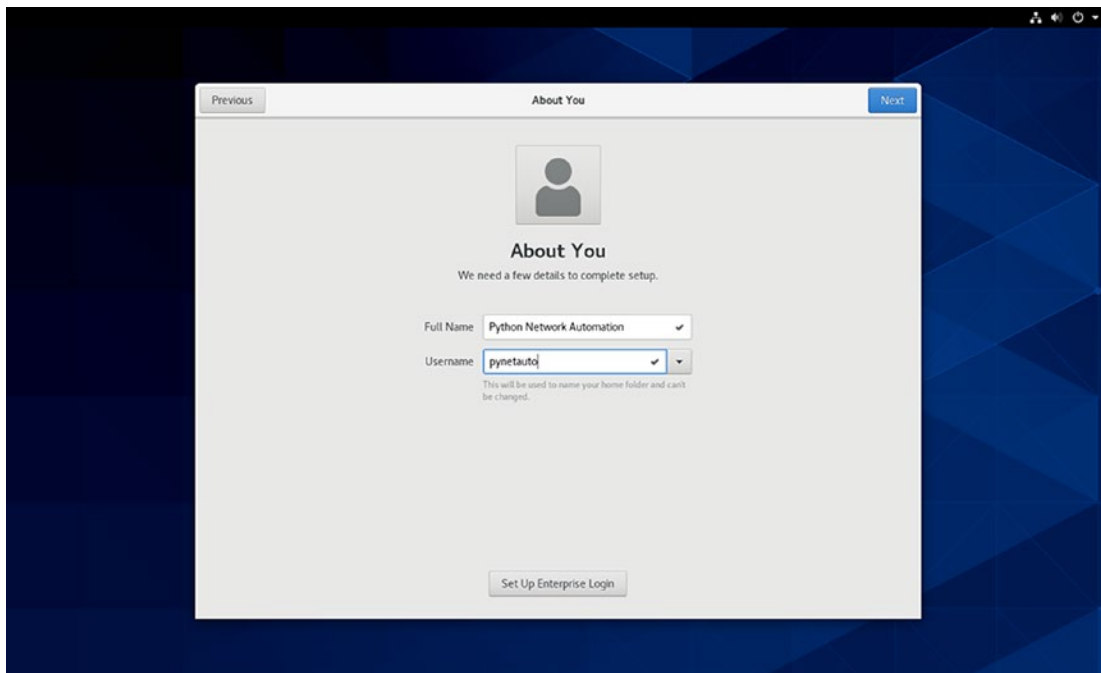 Previous
About You
Next
About You
We need a few details to complete setup.
Full Name
Python Network Automation
Username
pynetauto
This will be used to name your home folder and can't
be changed.
Set Up Enterprise Login